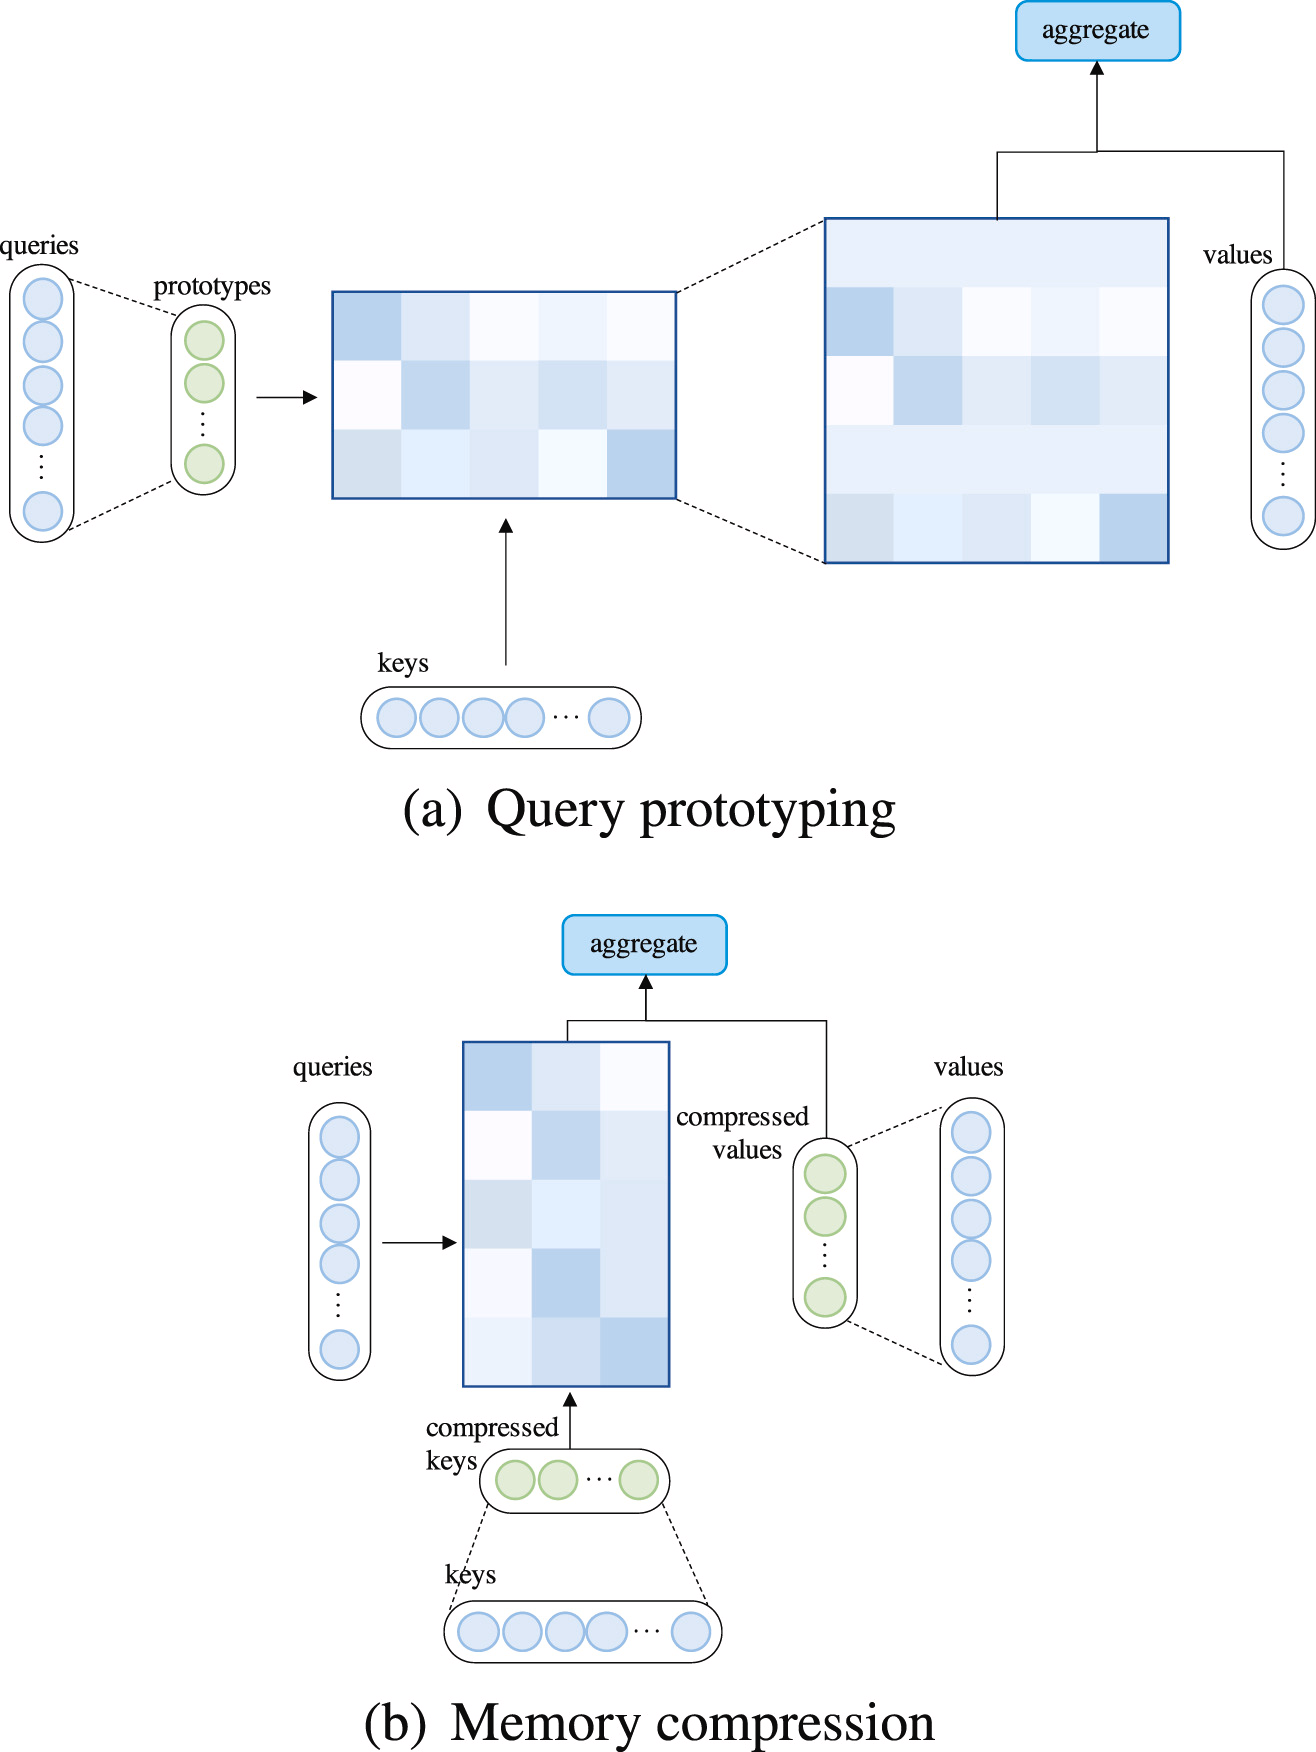 aggregate
queries
prototypes
values
keys
(a) Query prototyping
aggregate
queries
values
compressed
values
compressed
keys
keys
(b) Memory compression